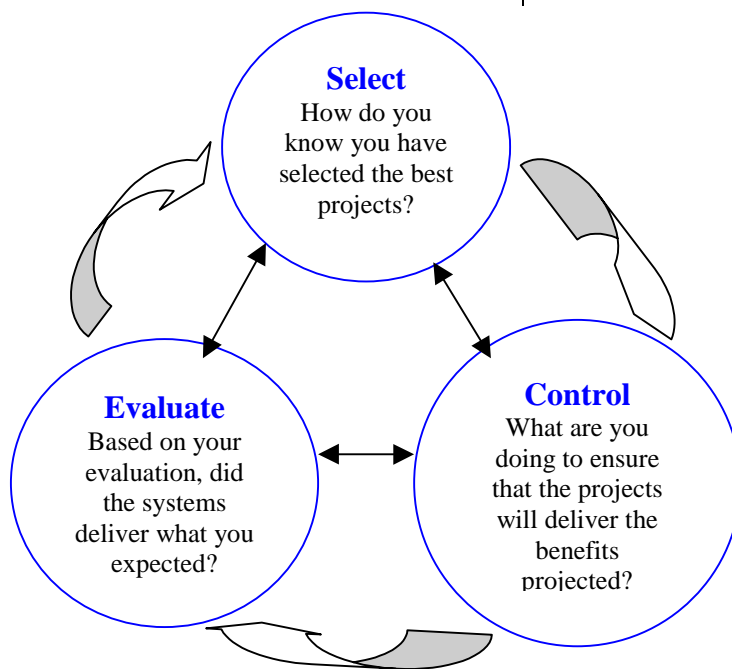 Select
How do you
know you have
selected the best
projects?
Evaluate
Based on your
evaluation, did
the systems
deliver what you
expected?
Control
What are you
doing to ensure
that the projects
will deliver the
benefits
projected?